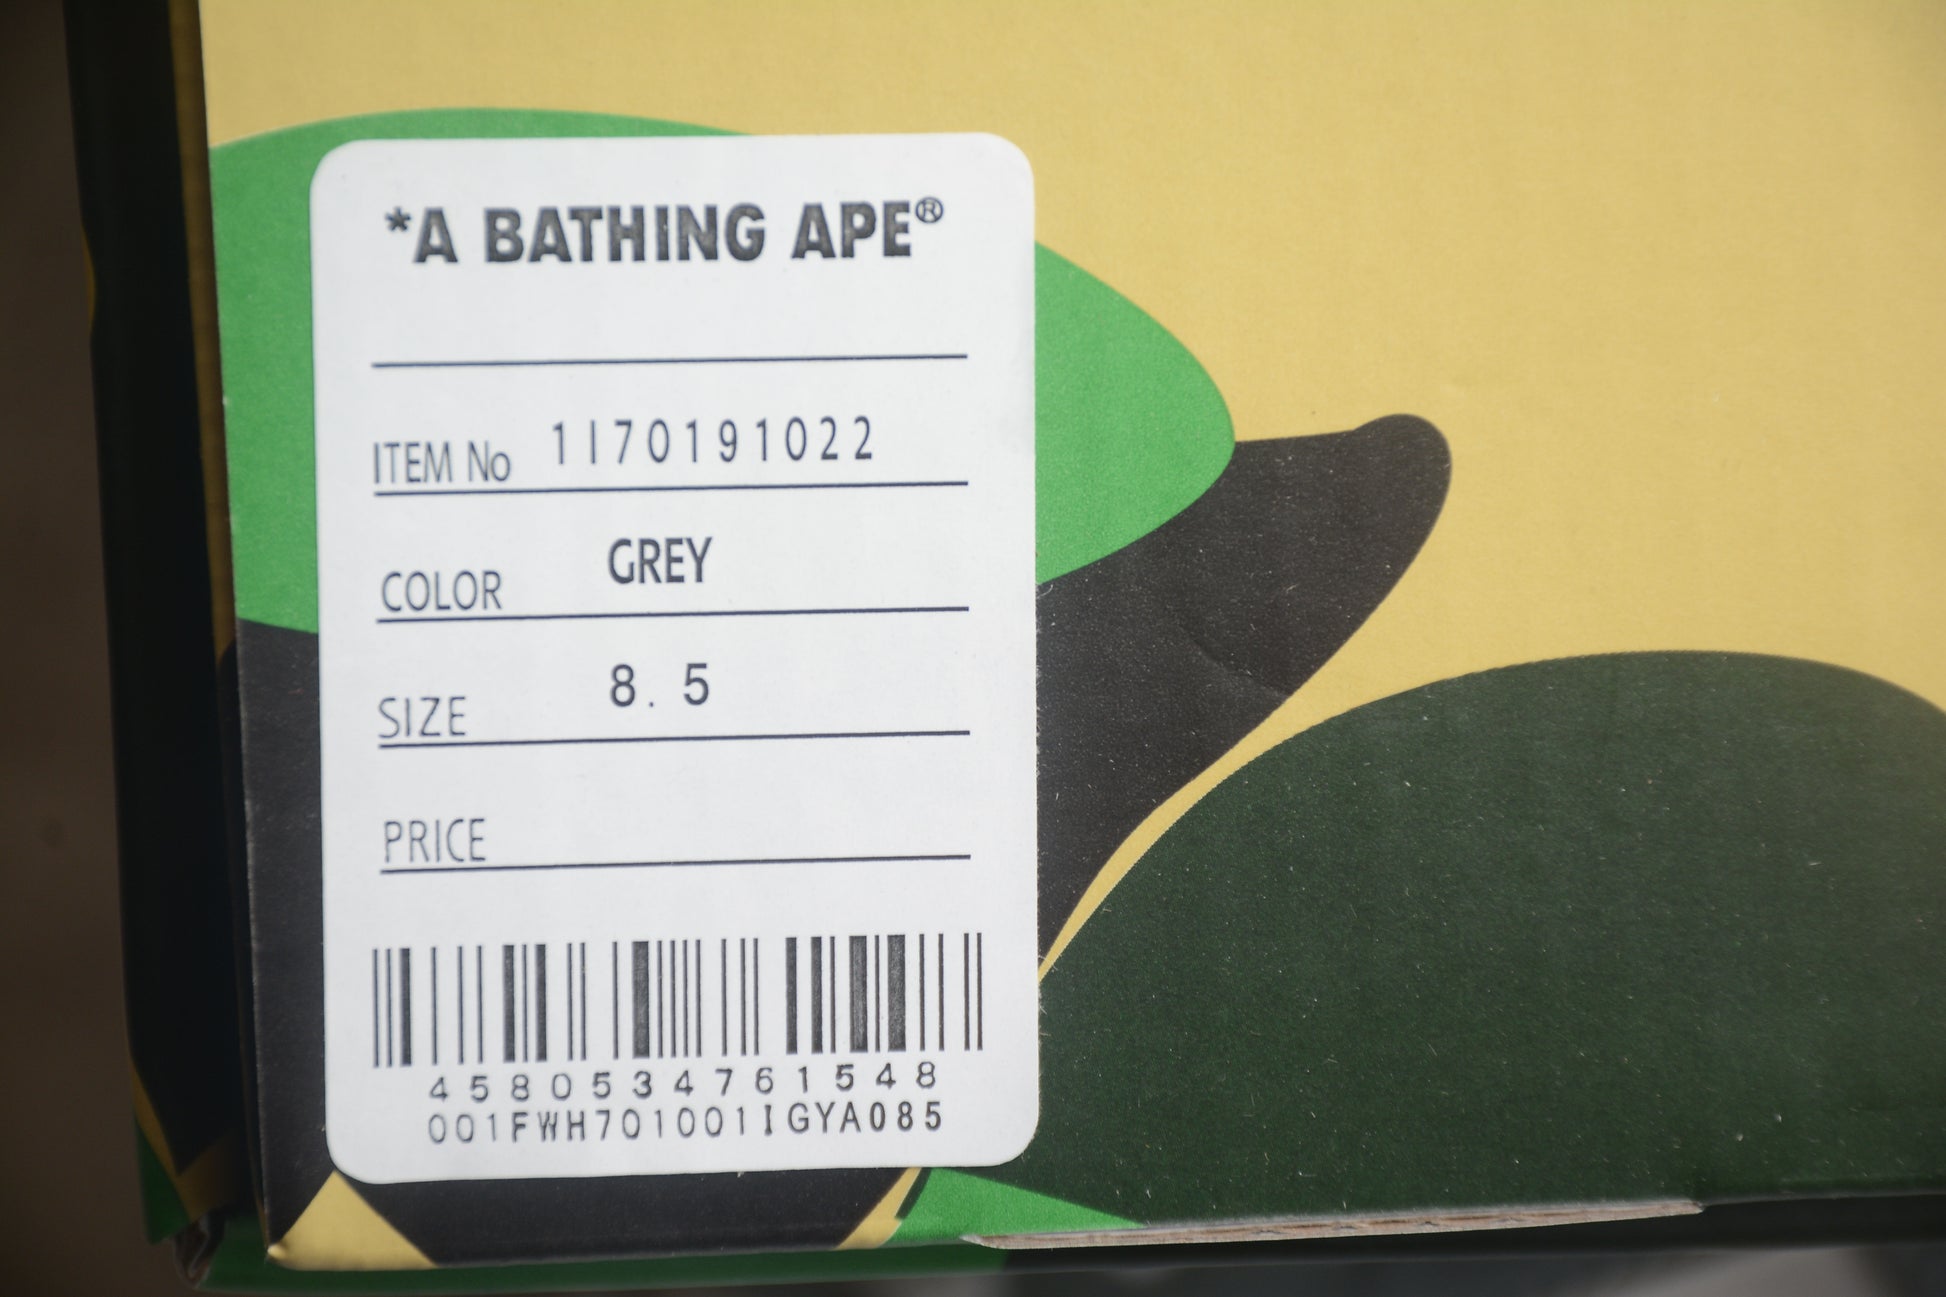 *A BATHING APE®
ITEM No 1I70191022
COLOR GREY
SIZE 8.5
PRICE
4580534761548
001FWH701001IGYA085